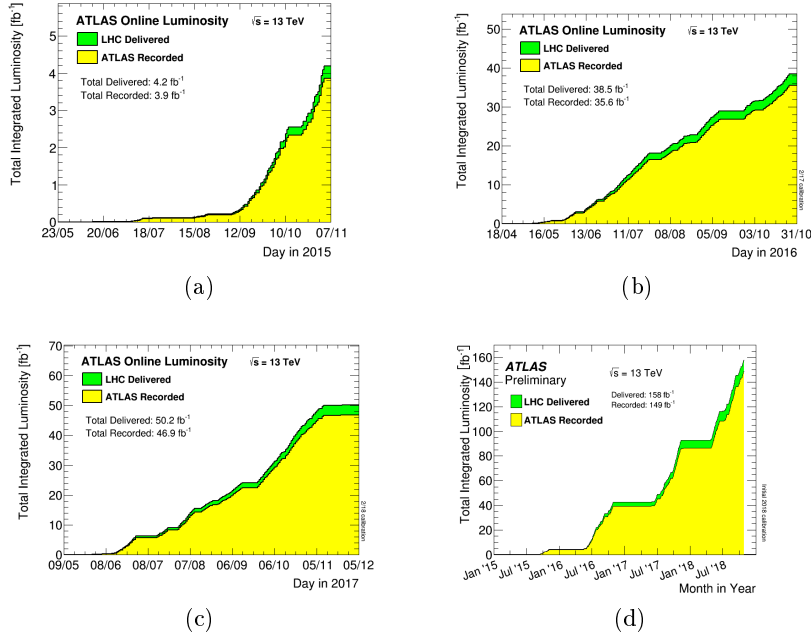 ATLAS Online Luminosity √s = 13 TeV
LHC Delivered
ATLAS Recorded
Total Delivered: 4.2 fb⁻¹
Total Recorded: 3.9 fb⁻¹
Total Integrated Luminosity [fb⁻¹]
5
4
3
2
1
0
23/05 20/06 18/07 15/08 12/09 10/10 07/11
Day in 2015
(a)
ATLAS Online Luminosity √s = 13 TeV
LHC Delivered
ATLAS Recorded
Total Delivered: 38.5 fb⁻¹
Total Recorded: 35.6 fb⁻¹
Total Integrated Luminosity [fb⁻¹]
50
40
30
20
10
0
18/04 16/05 13/06 11/07 08/08 05/09 03/10 31/10
Day in 2016
2/17 calibration
(b)
ATLAS Online Luminosity √s = 13 TeV
LHC Delivered
ATLAS Recorded
Total Delivered: 50.2 fb⁻¹
Total Recorded: 46.9 fb⁻¹
Total Integrated Luminosity [fb⁻¹]
70
60
50
40
30
20
10
0
09/05 08/06 08/07 07/08 06/09 06/10 05/11 05/12
Day in 2017
2/18 calibration
(c)
ATLAS
Preliminary
√s = 13 TeV
LHC Delivered
ATLAS Recorded
Delivered: 158 fb⁻¹
Recorded: 149 fb⁻¹
Total Integrated Luminosity [fb⁻¹]
160
140
120
100
80
60
40
20
0
Jan '15 Jul '15 Jan '16 Jul '16 Jan '17 Jul '17 Jan '18 Jul '18
Month in Year
Initial 2018 calibration
(d)